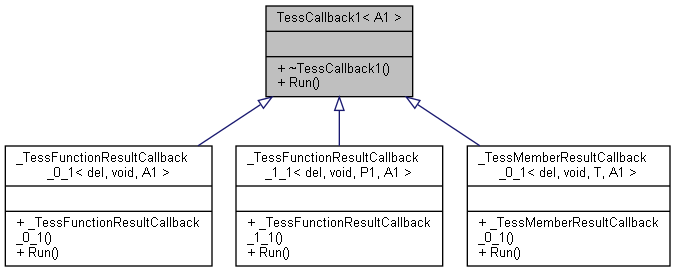 TessCallback1< A1 >
+ ~TessCallback1()
+ Run()
_TessFunctionResultCallback
_0_1< del, void, A1 >
+ _TessFunctionResultCallback
_0_1()
+ Run()
_TessFunctionResultCallback
_1_1< del, void, P1, A1 >
+ _TessFunctionResultCallback
_1_1()
+ Run()
_TessMemberResultCallback
_0_1< del, void, T, A1 >
+ _TessMemberResultCallback
_0_1()
+ Run()